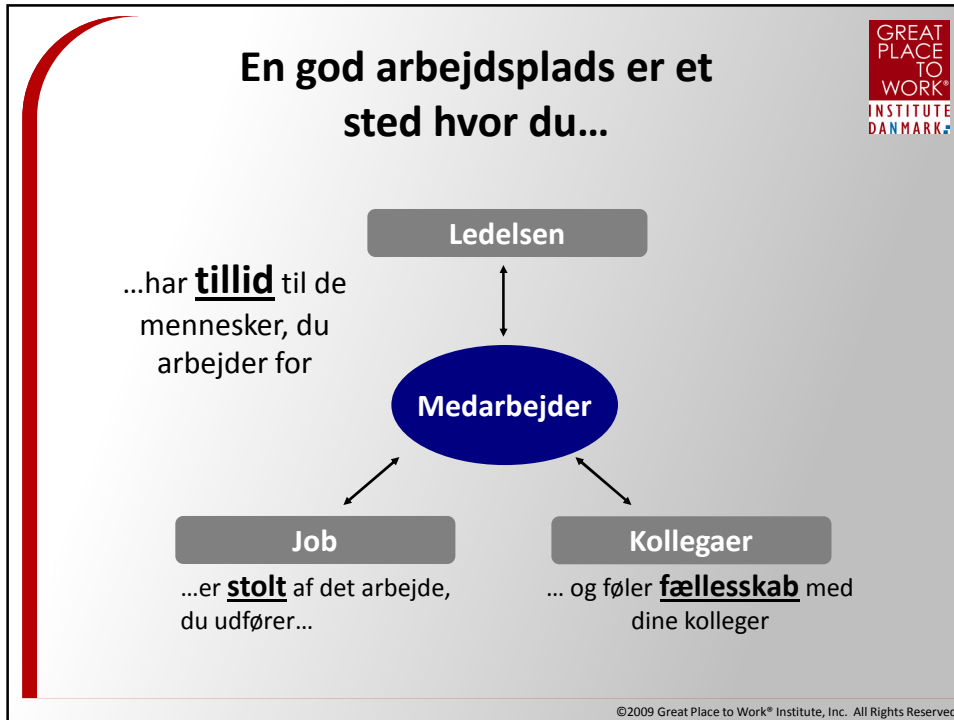 En god arbejdsplads er et
sted hvor du…
GREAT
PLACE
TO
WORK®
INSTITUTE
DANMARK
Ledelsen
…har tillid til de
mennesker, du
arbejder for
Medarbejder
Job
…er stolt af det arbejde,
du udfører…
Kollegaer
… og føler fællesskab med
dine kolleger
©2009 Great Place to Work® Institute, Inc. All Rights Reserved